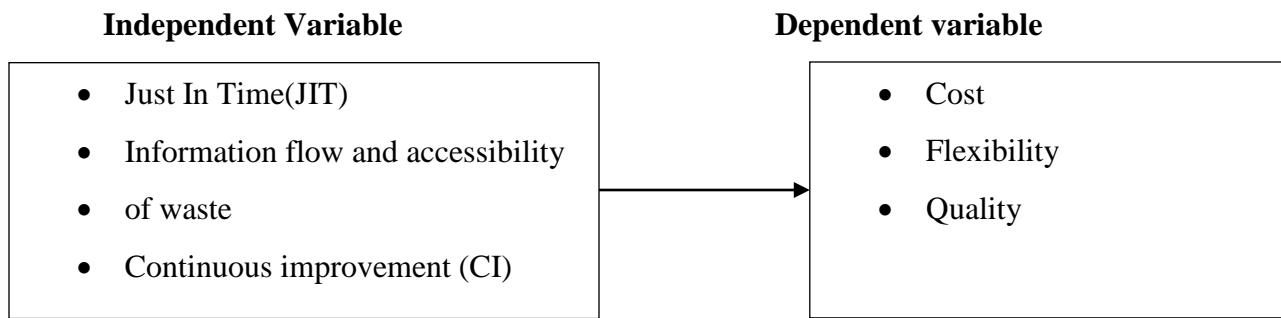 Independent Variable
Dependent variable
• Just In Time(JIT)
• Information flow and accessibility
• of waste
• Continuous improvement (CI)
• Cost
• Flexibility
• Quality